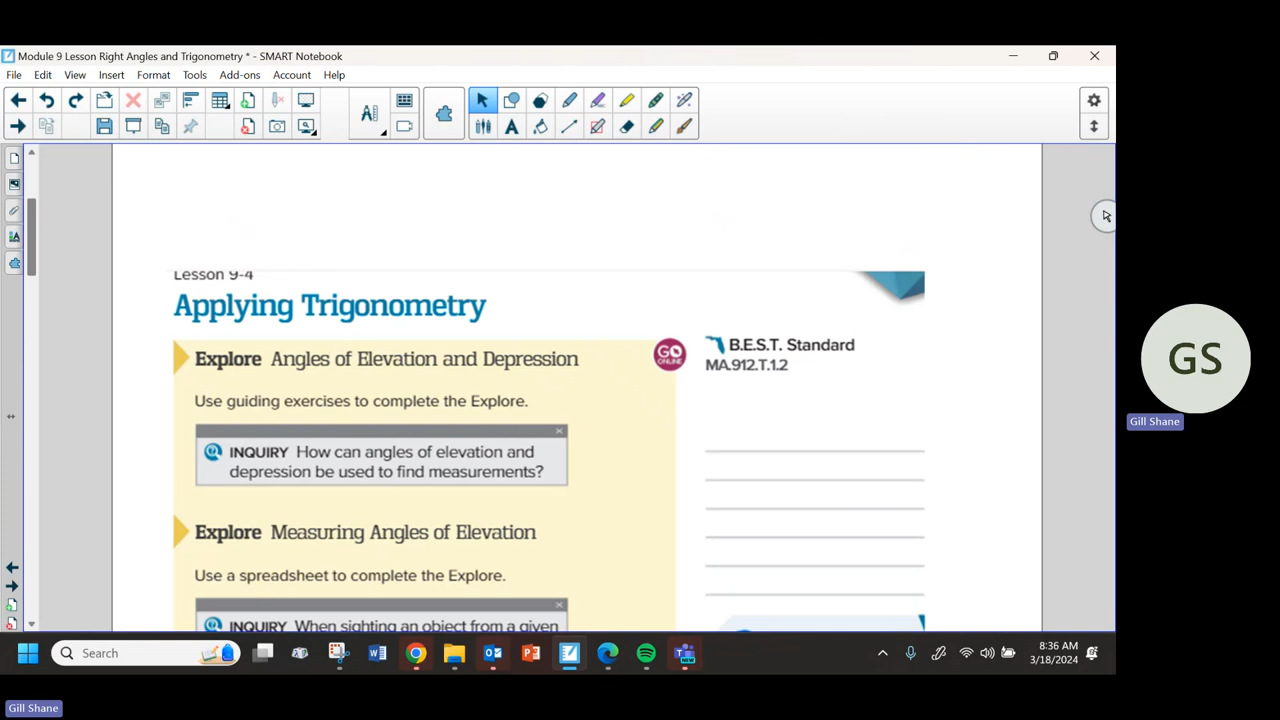 Module 9 Lesson Right Angles and Trigonometry * - SMART Notebook
File Edit View Insert Format Tools Add-ons Account Help
Lesson 9-4
Applying Trigonometry
Explore Angles of Elevation and Depression
GO
ONLINE
B.E.S.T. Standard
MA.912.T.1.2
Use guiding exercises to complete the Explore.
INQUIRY How can angles of elevation and
depression be used to find measurements?
Explore Measuring Angles of Elevation
Use a spreadsheet to complete the Explore.
INQUIRY When sighting an object from a given
GS
Gill Shane
Search
8:36 AM
3/18/2024
Gill Shane